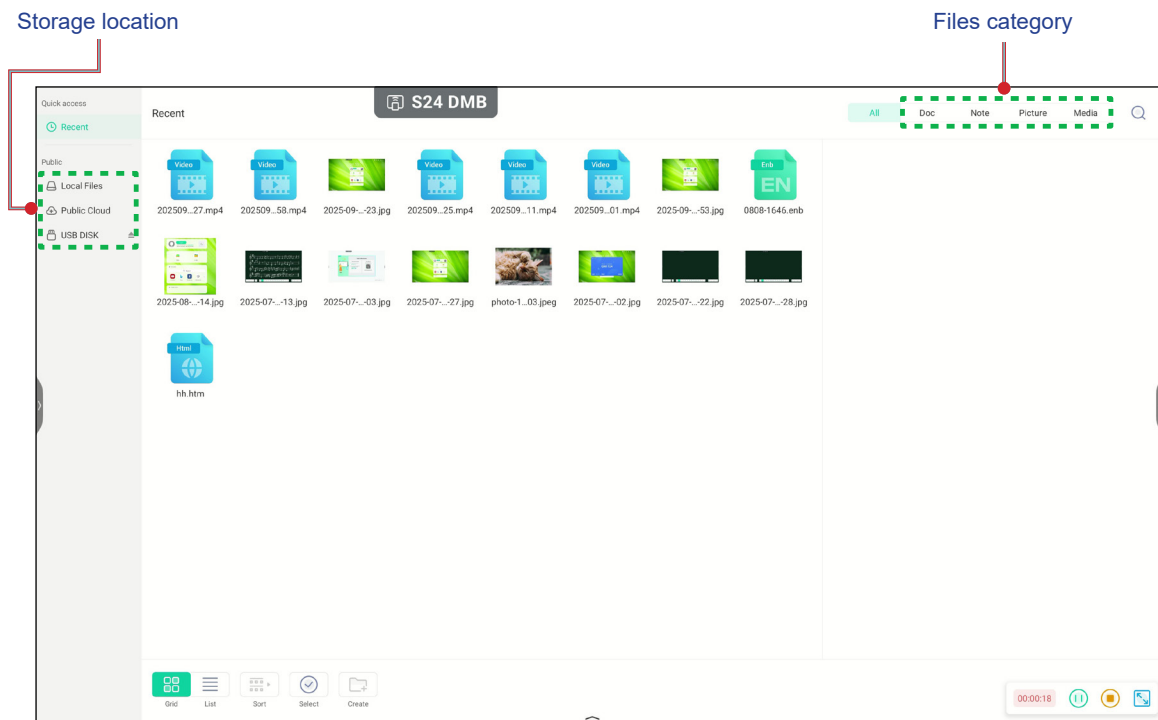 Storage location
Files category
Quick access
Recent
Public
Local Files
Public Cloud
USB DISK
Recent
S24 DMB
All Doc Note Picture Media
Video Video Video Video Video Enb
EN
202509...27.mp4 202509...58.mp4 2025-09-...-23.jpg 202509...25.mp4 202509...11.mp4 202509...01.mp4 2025-09-...-53.jpg 0808-1646.enb
2025-08-...-14.jpg 2025-07-...-13.jpg 2025-07-...-03.jpg 2025-07-...-27.jpg photo-1...03.jpeg 2025-07-...-02.jpg 2025-07-...-22.jpg 2025-07-...-28.jpg
Html
hh.htm
Grid List Sort Select Create
00:00:18